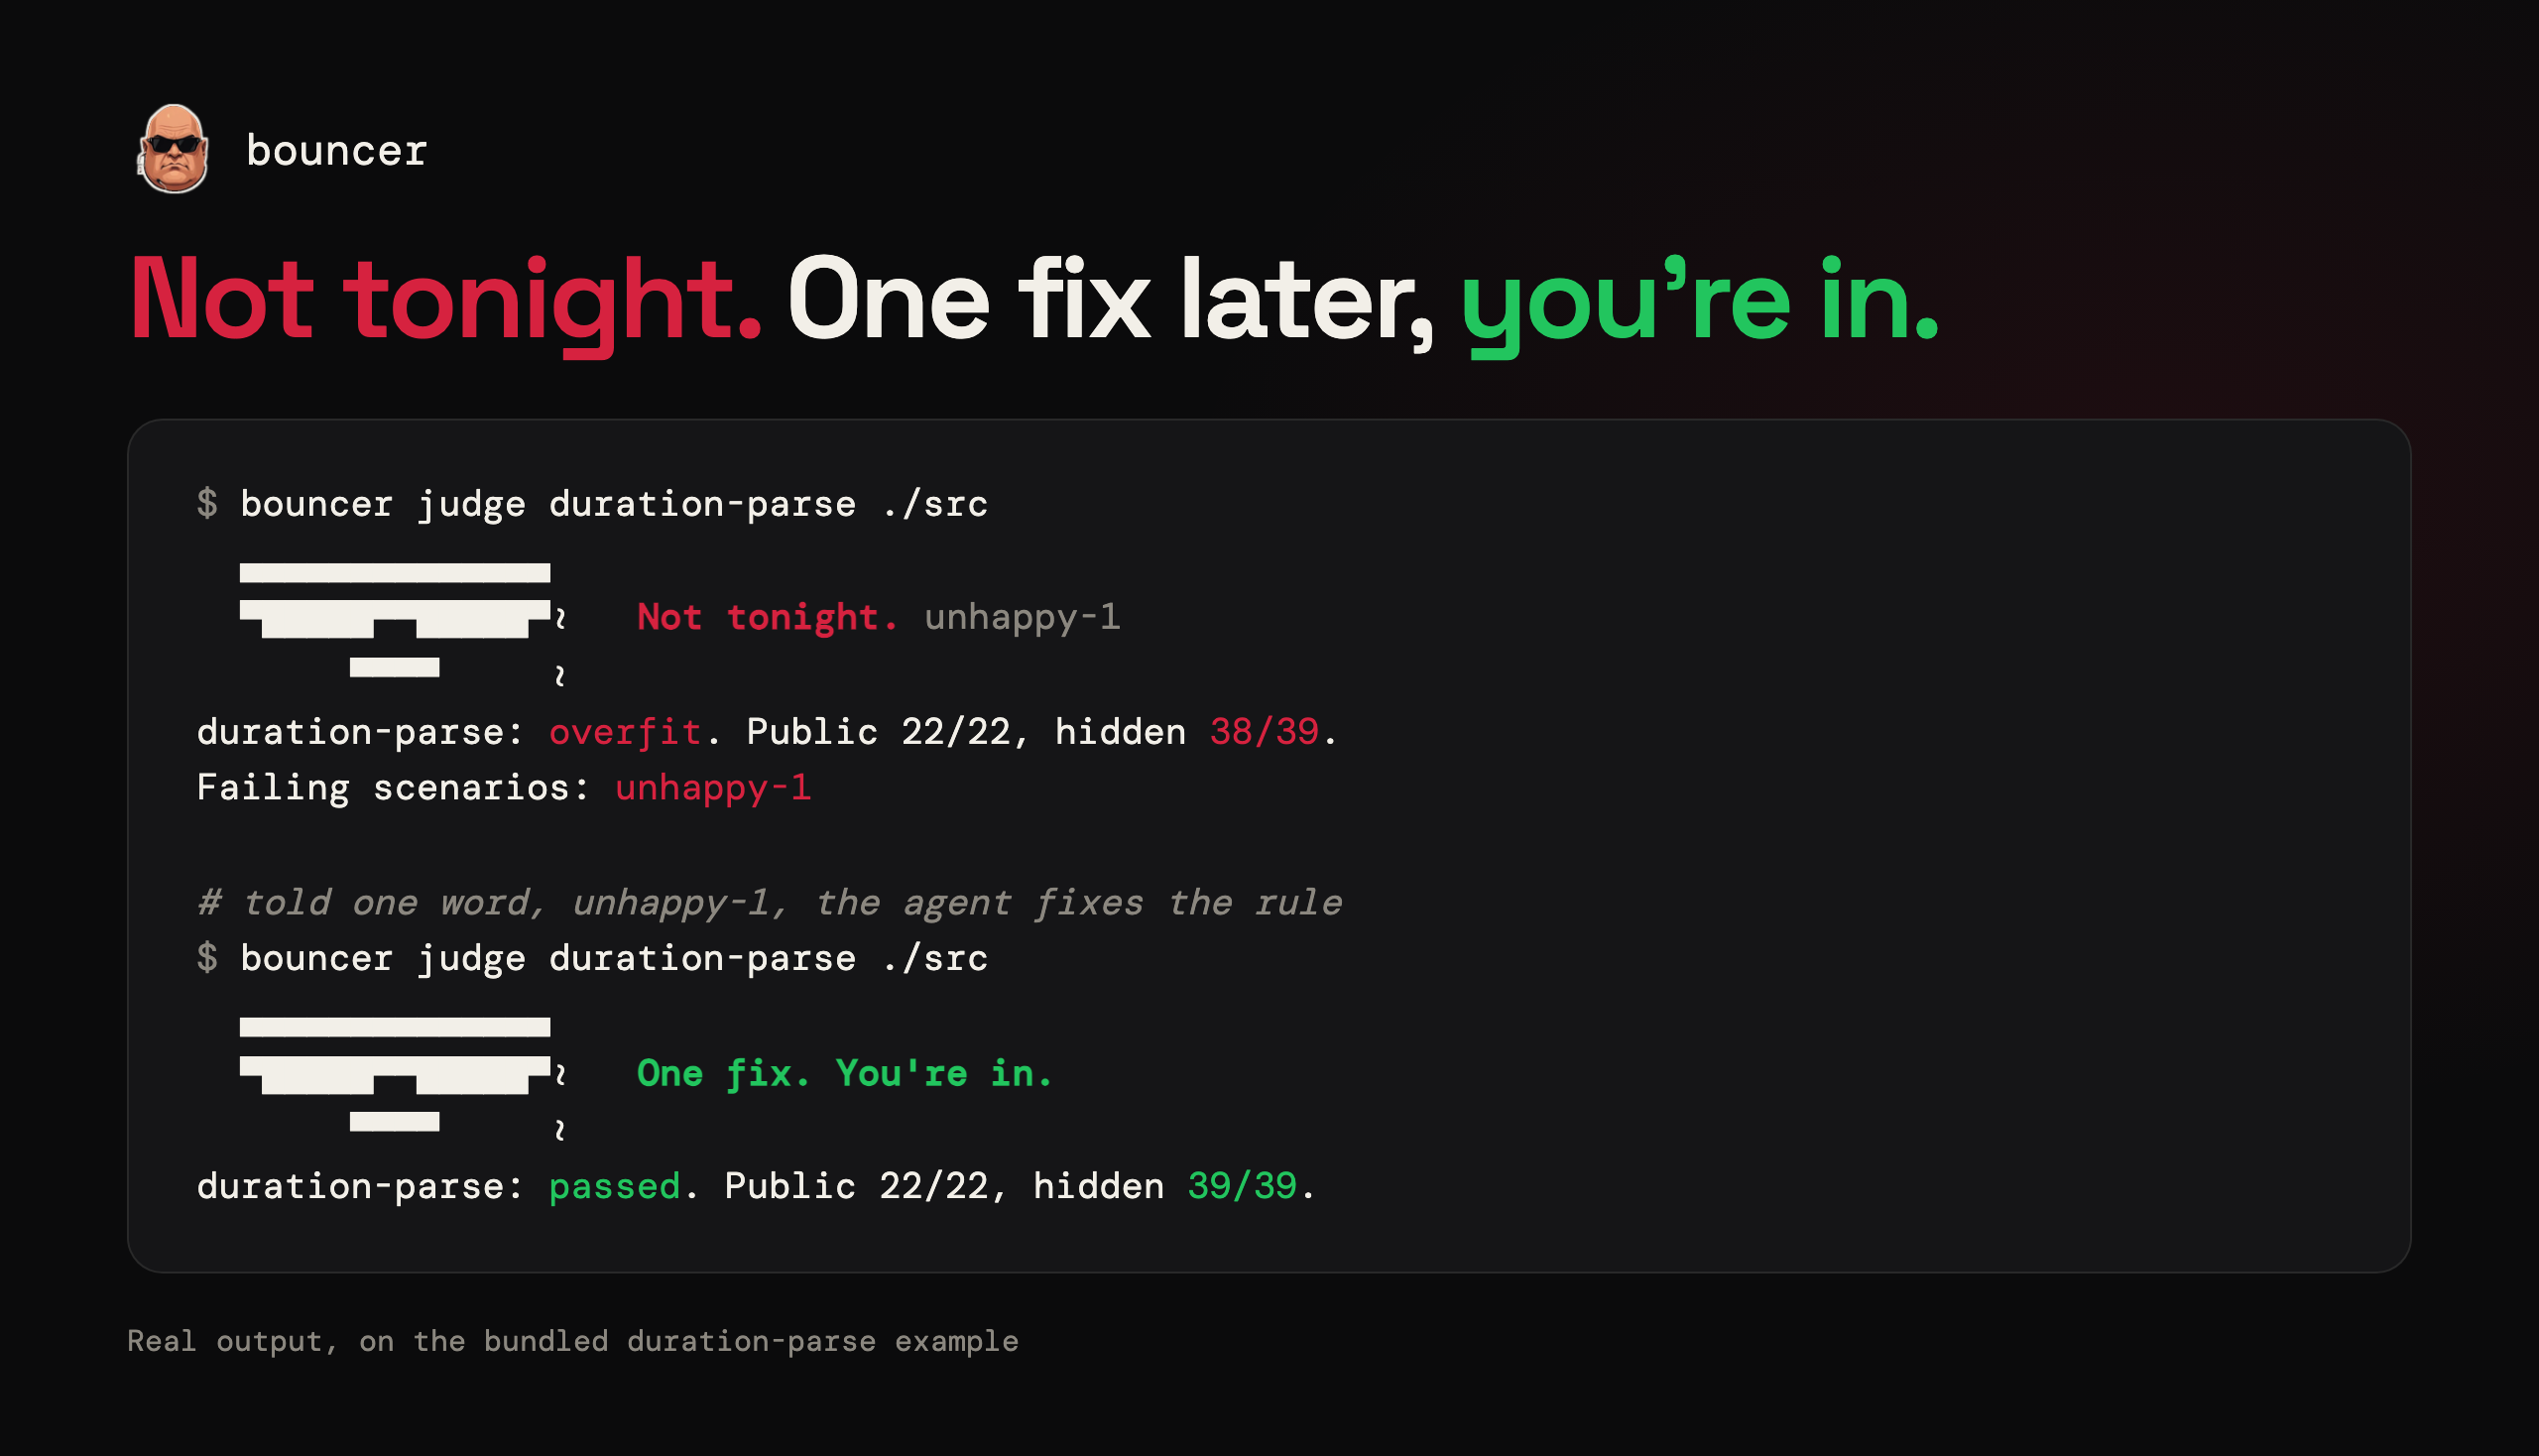 bouncer
Not tonight. One fix later, you’re in.
$ bouncer judge duration-parse ./src
Not tonight. unhappy-1
duration-parse: overfit. Public 22/22, hidden 38/39.
Failing scenarios: unhappy-1
# told one word, unhappy-1, the agent fixes the rule
$ bouncer judge duration-parse ./src
One fix. You're in.
duration-parse: passed. Public 22/22, hidden 39/39.
Real output, on the bundled duration-parse example